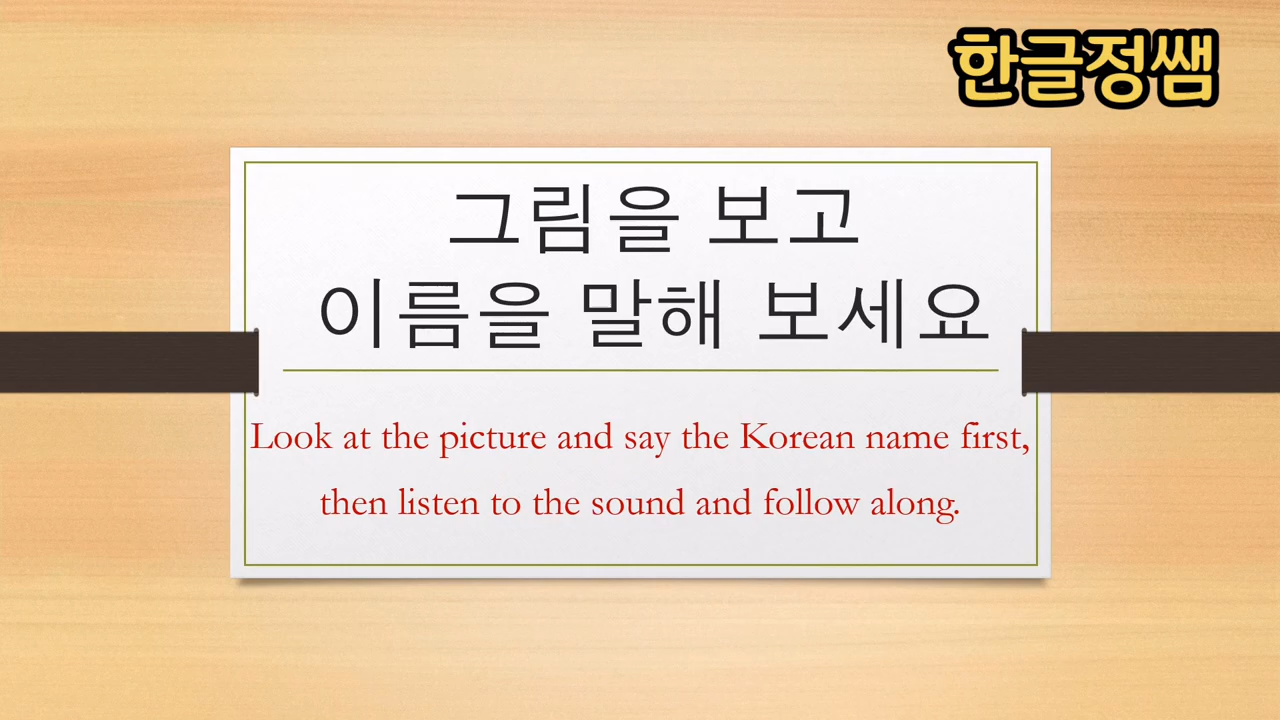 한글정쌤
그림을 보고
이름을 말해 보세요
Look at the picture and say the Korean name first,
then listen to the sound and follow along.